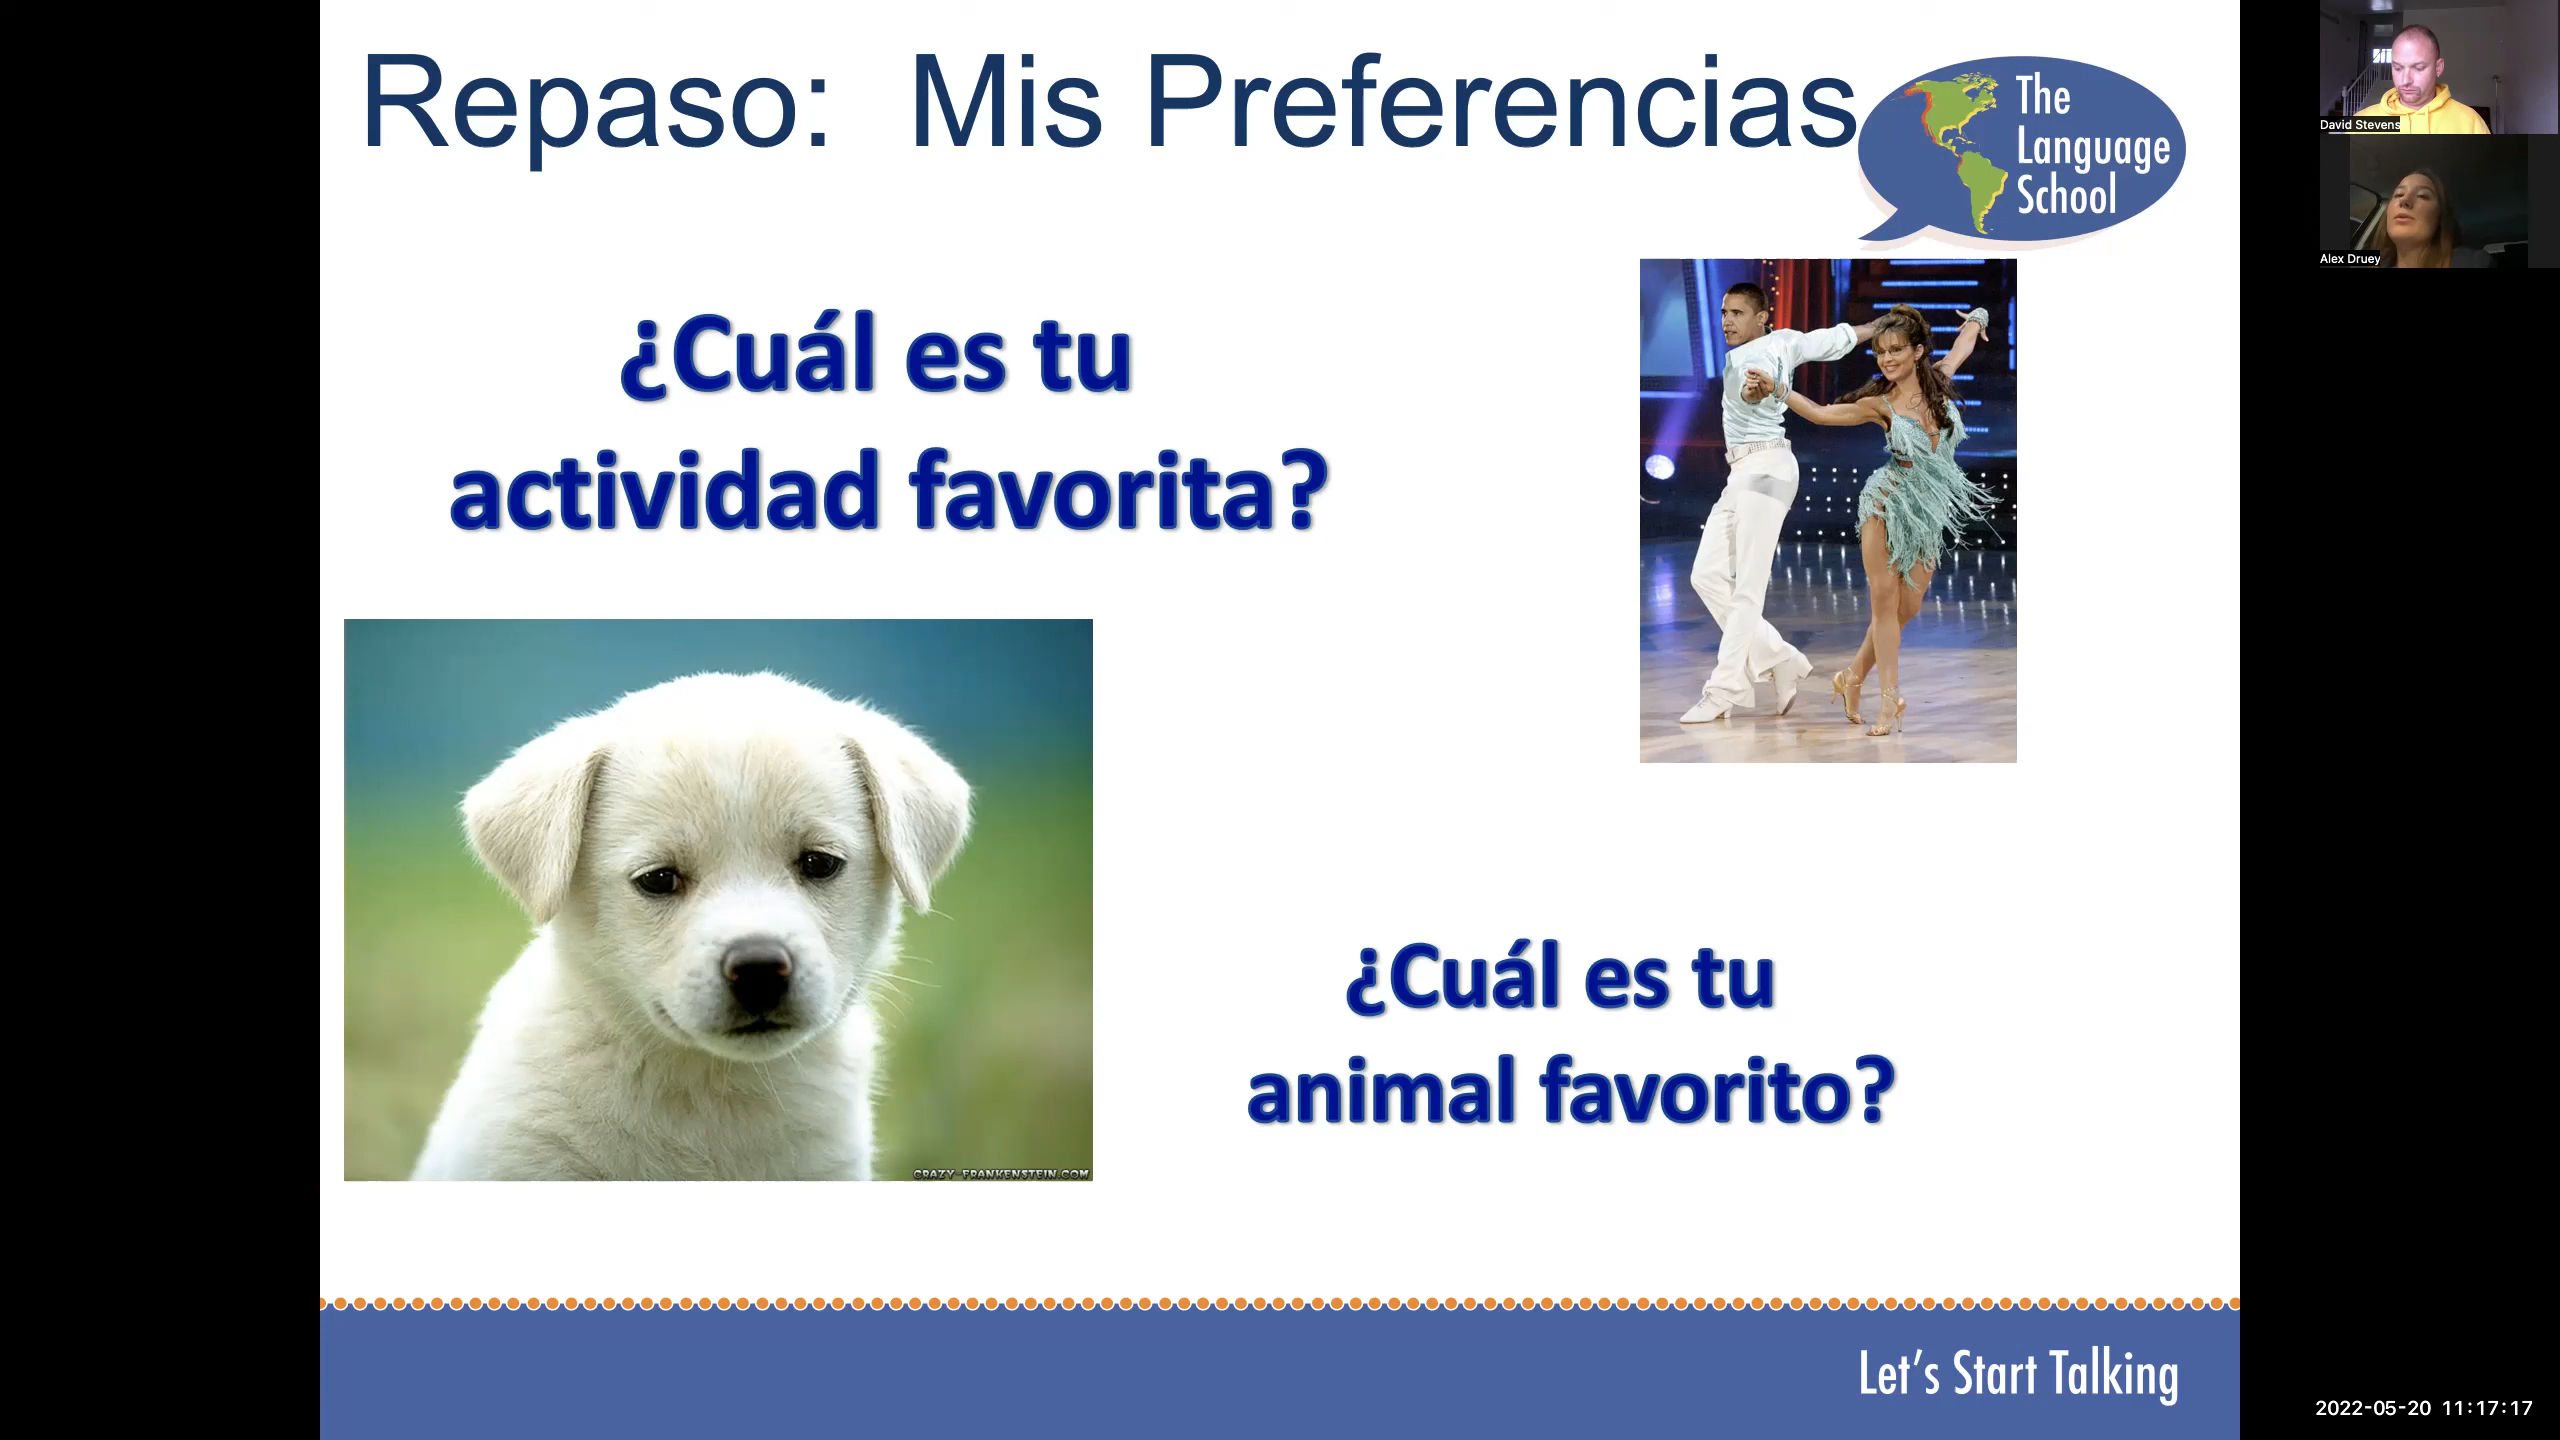 Repaso: Mis Preferencias
The
Language
School
David Stevens
Alex Druey
¿Cuál es tu
actividad favorita?
¿Cuál es tu
animal favorito?
CRAZY-FRANKENSTEIN.COM
Let's Start Talking
2022-05-20 11:17:17